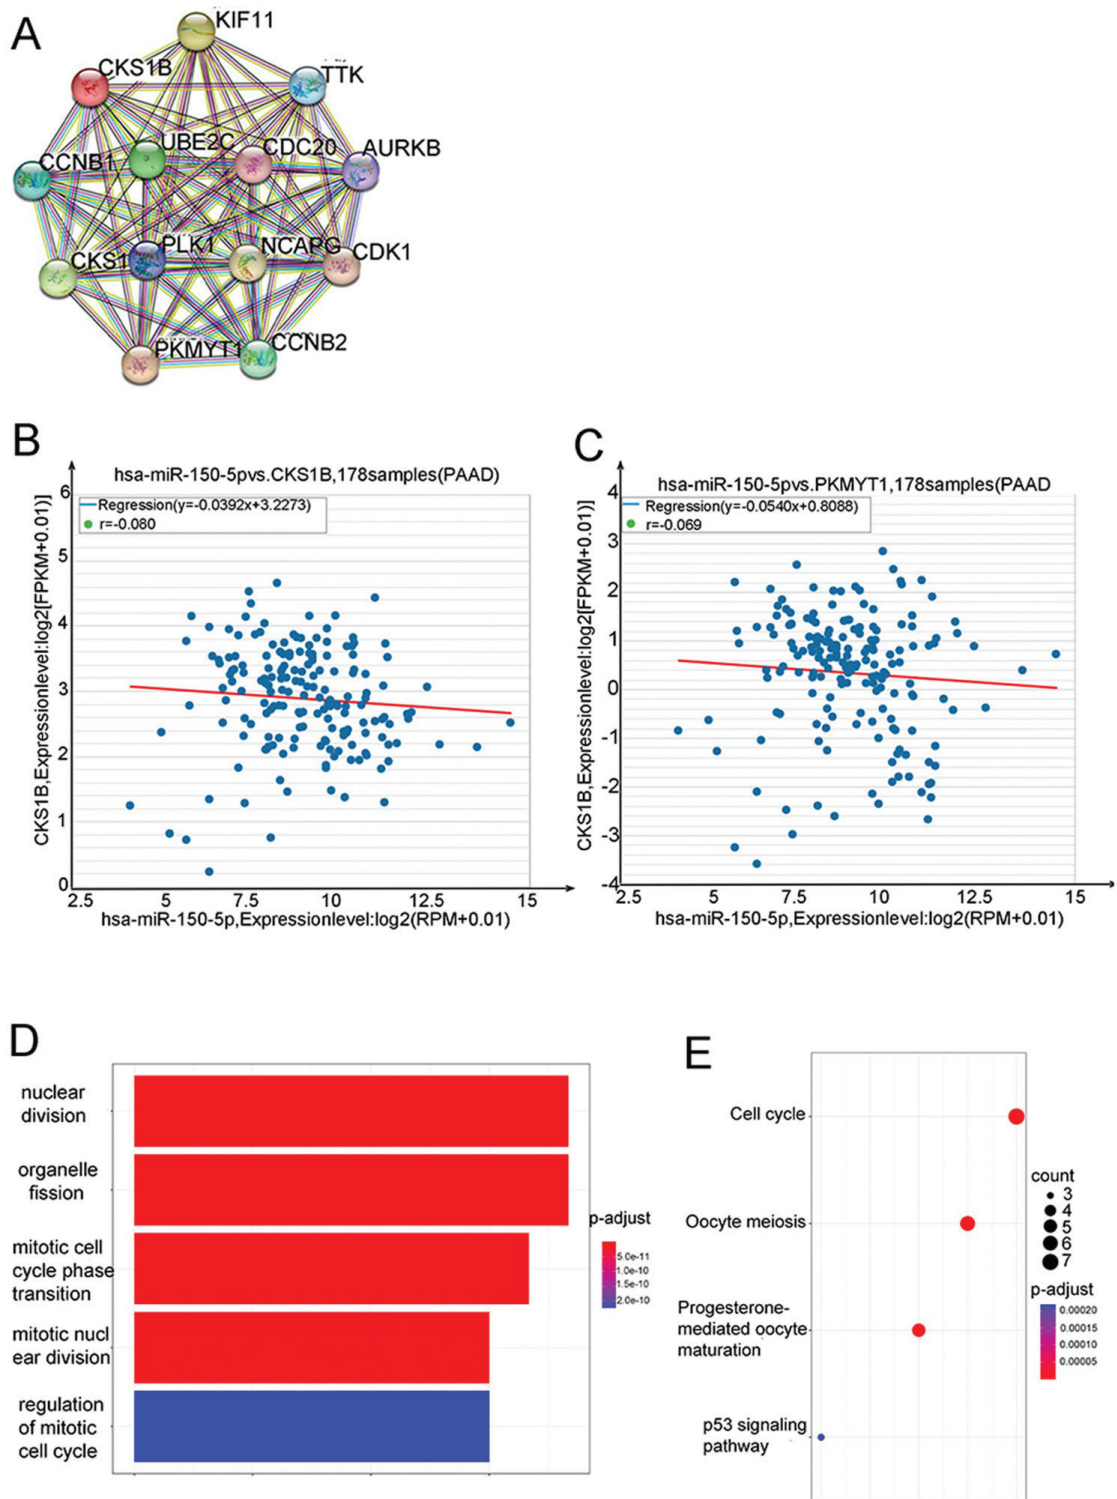 A
KIF11
CKS1B
TTK
UBE2C
CDC20
AURKB
CCNB1
PLK1
NCAPG
CDK1
CKS1
PKMYT1
CCNB2
B
hsa-miR-150-5pvs.CKS1B,178samples(PAAD)
Regression(y=-0.0392x+3.2273)
r=-0.080
CKS1B,Expressionlevel:log2[FPKM+0.01)]
6
5
4
3
2
1
0
2.5 5 7.5 10 12.5 15
hsa-miR-150-5p,Expressionlevel:log2(RPM+0.01)
C
hsa-miR-150-5pvs.PKMYT1,178samples(PAAD
Regression(y=-0.0540x+0.8088)
r=-0.069
CKS1B,Expressionlevel:log2[FPKM+0.01)]
4
3
2
1
0
-1
-2
-3
-4
2.5 5 7.5 10 12.5 15
hsa-miR-150-5p,Expressionlevel:log2(RPM+0.01)
D
nuclear
division
organelle
fission
mitotic cell
cycle phase
transition
mitotic nucl
ear division
regulation
of mitotic
cell cycle
p-adjust
5.0e-11
1.0e-10
1.5e-10
2.0e-10
E
Cell cycle
Oocyte meiosis
Progesterone-
mediated oocyte
maturation
p53 signaling
pathway
count
3
4
5
6
7
p-adjust
0.00020
0.00015
0.00010
0.00005